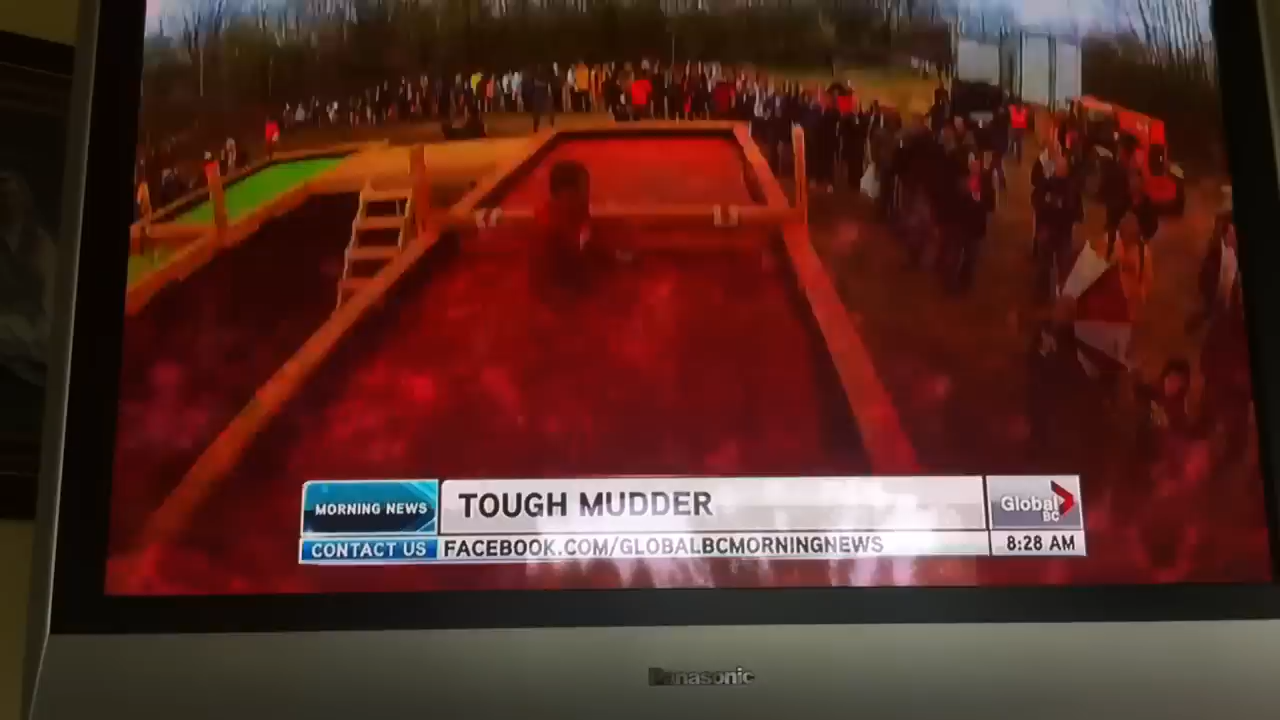 MORNING NEWS
TOUGH MUDDER
Global
BC
CONTACT US
FACEBOOK.COM/GLOBALBCMORNINGNEWS
8:28 AM
Panasonic